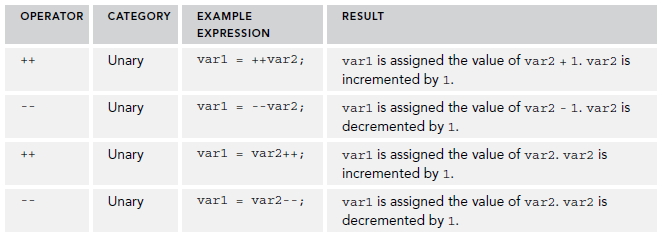 OPERATOR CATEGORY EXAMPLE EXPRESSION RESULT
++ Unary var1 = ++var2; var1 is assigned the value of var2 + 1. var2 is
incremented by 1.
-- Unary var1 = --var2; var1 is assigned the value of var2 - 1. var2 is
decremented by 1.
++ Unary var1 = var2++; var1 is assigned the value of var2. var2 is
incremented by 1.
-- Unary var1 = var2--; var1 is assigned the value of var2. var2 is
decremented by 1.